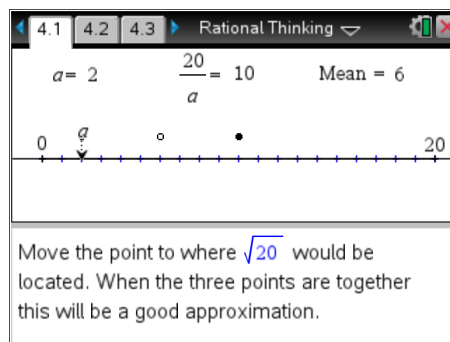 4.1 4.2 4.3 Rational Thinking
a= 2 20/a = 10 Mean = 6
a
0 20
Move the point to where √20 would be
located. When the three points are together
this will be a good approximation.